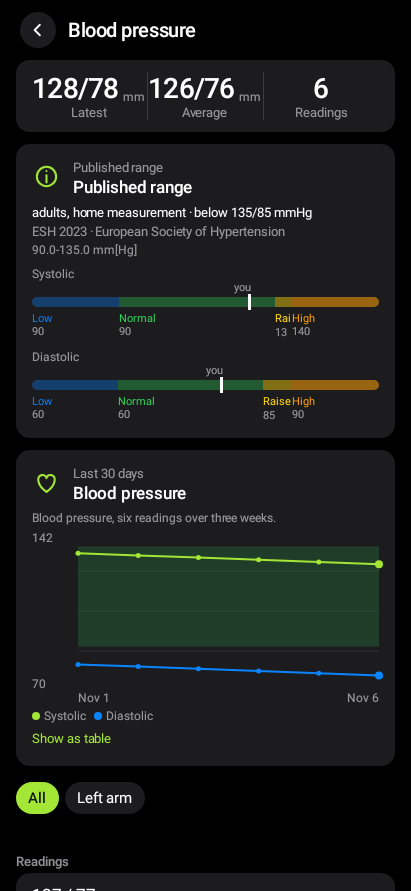 Blood pressure
128/78 mm
Latest
126/76 mm
Average
6
Readings
Published range
Published range
adults, home measurement · below 135/85 mmHg
ESH 2023 · European Society of Hypertension
90.0-135.0 mm[Hg]
Systolic
you
Low
90
Normal
90
Rai
13
High
140
Diastolic
you
Low
60
Normal
60
Raise
85
High
90
Last 30 days
Blood pressure
Blood pressure, six readings over three weeks.
142
70
Nov 1
Nov 6
Systolic
Diastolic
Show as table
All
Left arm
Readings